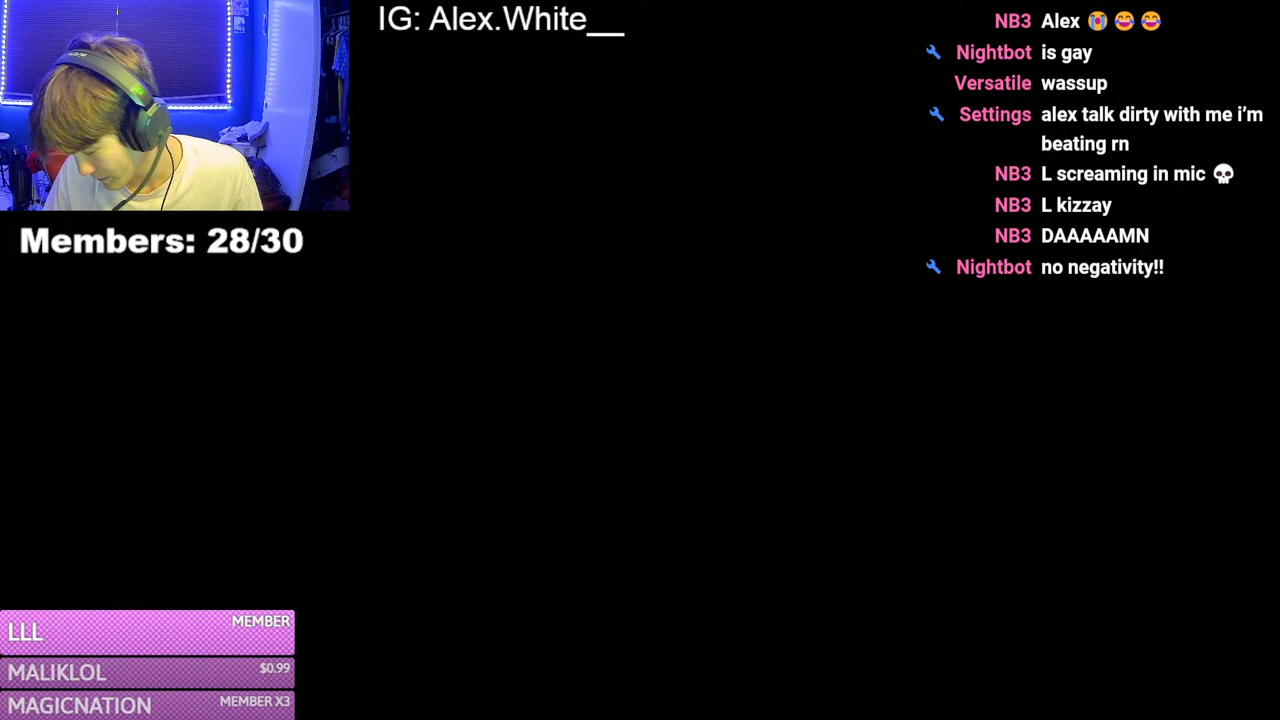 IG: Alex.White__
Members: 28/30
NB3 Alex 😭 😂 😂
Nightbot is gay
Versatile wassup
Settings alex talk dirty with me i’m
beating rn
NB3 L screaming in mic 💀
NB3 L kizzay
NB3 DAAAAAMN
Nightbot no negativity!!
LLL MEMBER
MALIKLOL $0.99
MAGICNATION MEMBER X3